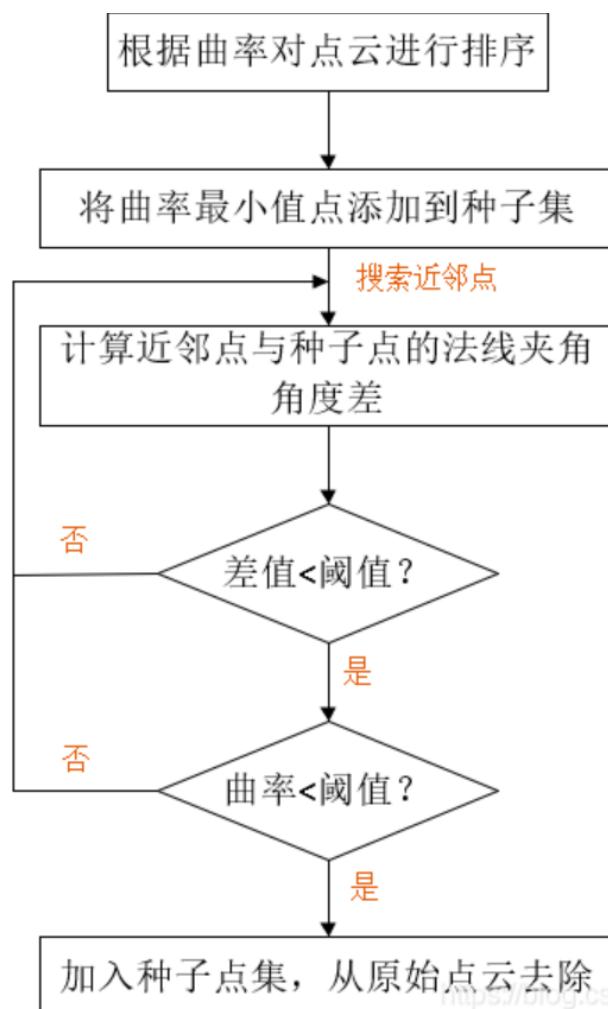 根据曲率对点云进行排序
将曲率最小值点添加到种子集
搜索近邻点
计算近邻点与种子点的法线夹角
角度差
否
差值<阈值?
是
否
曲率<阈值?
是
加入种子点集，从原始点云去除
https://blog.cs